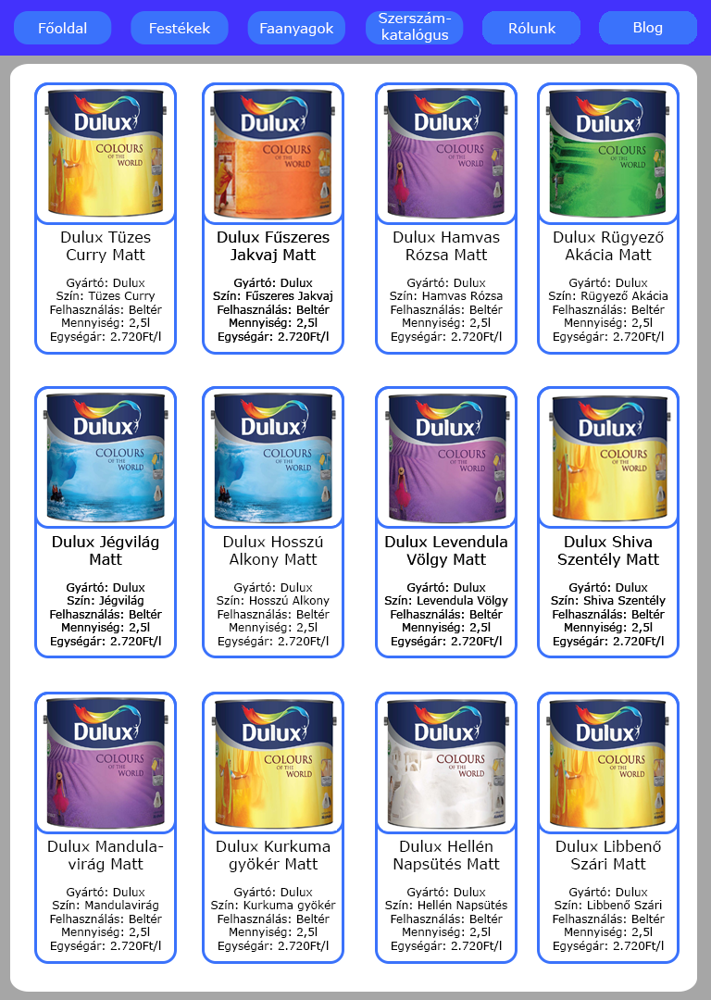 Főoldal
Festékek
Faanyagok
Szerszám-
katalógus
Rólunk
Blog
Dulux
COLOURS
OF THE
WORLD
Dulux Tüzes
Curry Matt
Gyártó: Dulux
Szín: Tüzes Curry
Felhasználás: Beltér
Mennyiség: 2,5l
Egységár: 2.720Ft/l
Dulux
COLOURS
OF THE
WORLD
Dulux Fűszeres
Jakvaj Matt
Gyártó: Dulux
Szín: Fűszeres Jakvaj
Felhasználás: Beltér
Mennyiség: 2,5l
Egységár: 2.720Ft/l
Dulux
COLOURS
OF THE
WORLD
Dulux Hamvas
Rózsa Matt
Gyártó: Dulux
Szín: Hamvas Rózsa
Felhasználás: Beltér
Mennyiség: 2,5l
Egységár: 2.720Ft/l
Dulux
COLOURS
OF THE
WORLD
Dulux Rügyező
Akácia Matt
Gyártó: Dulux
Szín: Rügyező Akácia
Felhasználás: Beltér
Mennyiség: 2,5l
Egységár: 2.720Ft/l
Dulux
COLOURS
OF THE
WORLD
Dulux Jégvilág
Matt
Gyártó: Dulux
Szín: Jégvilág
Felhasználás: Beltér
Mennyiség: 2,5l
Egységár: 2.720Ft/l
Dulux
COLOURS
OF THE
WORLD
Dulux Hosszú
Alkony Matt
Gyártó: Dulux
Szín: Hosszú Alkony
Felhasználás: Beltér
Mennyiség: 2,5l
Egységár: 2.720Ft/l
Dulux
COLOURS
OF THE
WORLD
Dulux Levendula
Völgy Matt
Gyártó: Dulux
Szín: Levendula Völgy
Felhasználás: Beltér
Mennyiség: 2,5l
Egységár: 2.720Ft/l
Dulux
COLOURS
OF THE
WORLD
Dulux Shiva
Szentély Matt
Gyártó: Dulux
Szín: Shiva Szentély
Felhasználás: Beltér
Mennyiség: 2,5l
Egységár: 2.720Ft/l
Dulux
COLOURS
OF THE
WORLD
Dulux Mandula-
virág Matt
Gyártó: Dulux
Szín: Mandulavirág
Felhasználás: Beltér
Mennyiség: 2,5l
Egységár: 2.720Ft/l
Dulux
COLOURS
OF THE
WORLD
Dulux Kurkuma
gyökér Matt
Gyártó: Dulux
Szín: Kurkuma gyökér
Felhasználás: Beltér
Mennyiség: 2,5l
Egységár: 2.720Ft/l
Dulux
COLOURS
OF THE
WORLD
Dulux Hellén
Napsütés Matt
Gyártó: Dulux
Szín: Hellén Napsütés
Felhasználás: Beltér
Mennyiség: 2,5l
Egységár: 2.720Ft/l
Dulux
COLOURS
OF THE
WORLD
Dulux Libbenő
Szári Matt
Gyártó: Dulux
Szín: Libbenő Szári
Felhasználás: Beltér
Mennyiség: 2,5l
Egységár: 2.720Ft/l